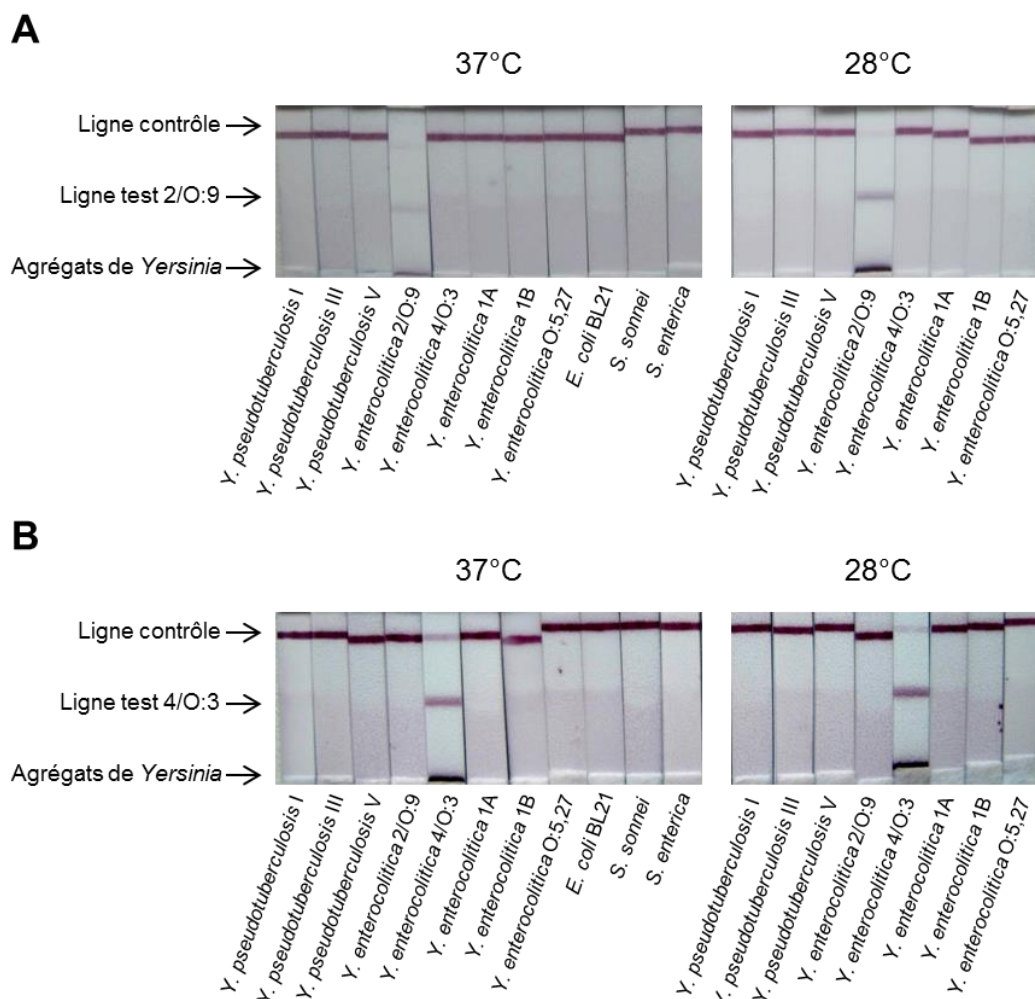 A
37°C
28°C
Ligne contrôle
Ligne test 2/O:9
Agrégats de Yersinia
Y. pseudotuberculosis I
Y. pseudotuberculosis III
Y. pseudotuberculosis V
Y. enterocolitica 2/O:9
Y. enterocolitica 4/O:3
Y. enterocolitica 1A
Y. enterocolitica 1B
Y. enterocolitica O:5,27
E. coli BL21
S. sonnei
S. enterica
Y. pseudotuberculosis I
Y. pseudotuberculosis III
Y. pseudotuberculosis V
Y. enterocolitica 2/O:9
Y. enterocolitica 4/O:3
Y. enterocolitica 1A
Y. enterocolitica 1B
Y. enterocolitica O:5,27
B
37°C
28°C
Ligne contrôle
Ligne test 4/O:3
Agrégats de Yersinia
Y. pseudotuberculosis I
Y. pseudotuberculosis III
Y. pseudotuberculosis V
Y. enterocolitica 2/O:9
Y. enterocolitica 4/O:3
Y. enterocolitica 1A
Y. enterocolitica 1B
Y. enterocolitica O:5,27
E. coli BL21
S. sonnei
S. enterica
Y. pseudotuberculosis I
Y. pseudotuberculosis III
Y. pseudotuberculosis V
Y. enterocolitica 2/O:9
Y. enterocolitica 4/O:3
Y. enterocolitica 1A
Y. enterocolitica 1B
Y. enterocolitica O:5,27